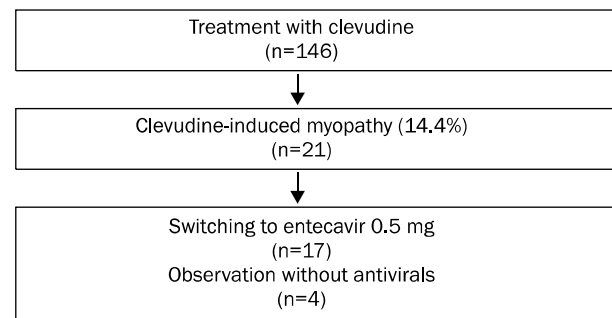 Treatment with clevudine
(n=146)
Clevudine-induced myopathy (14.4%)
(n=21)
Switching to entecavir 0.5 mg
(n=17)
Observation without antivirals
(n=4)